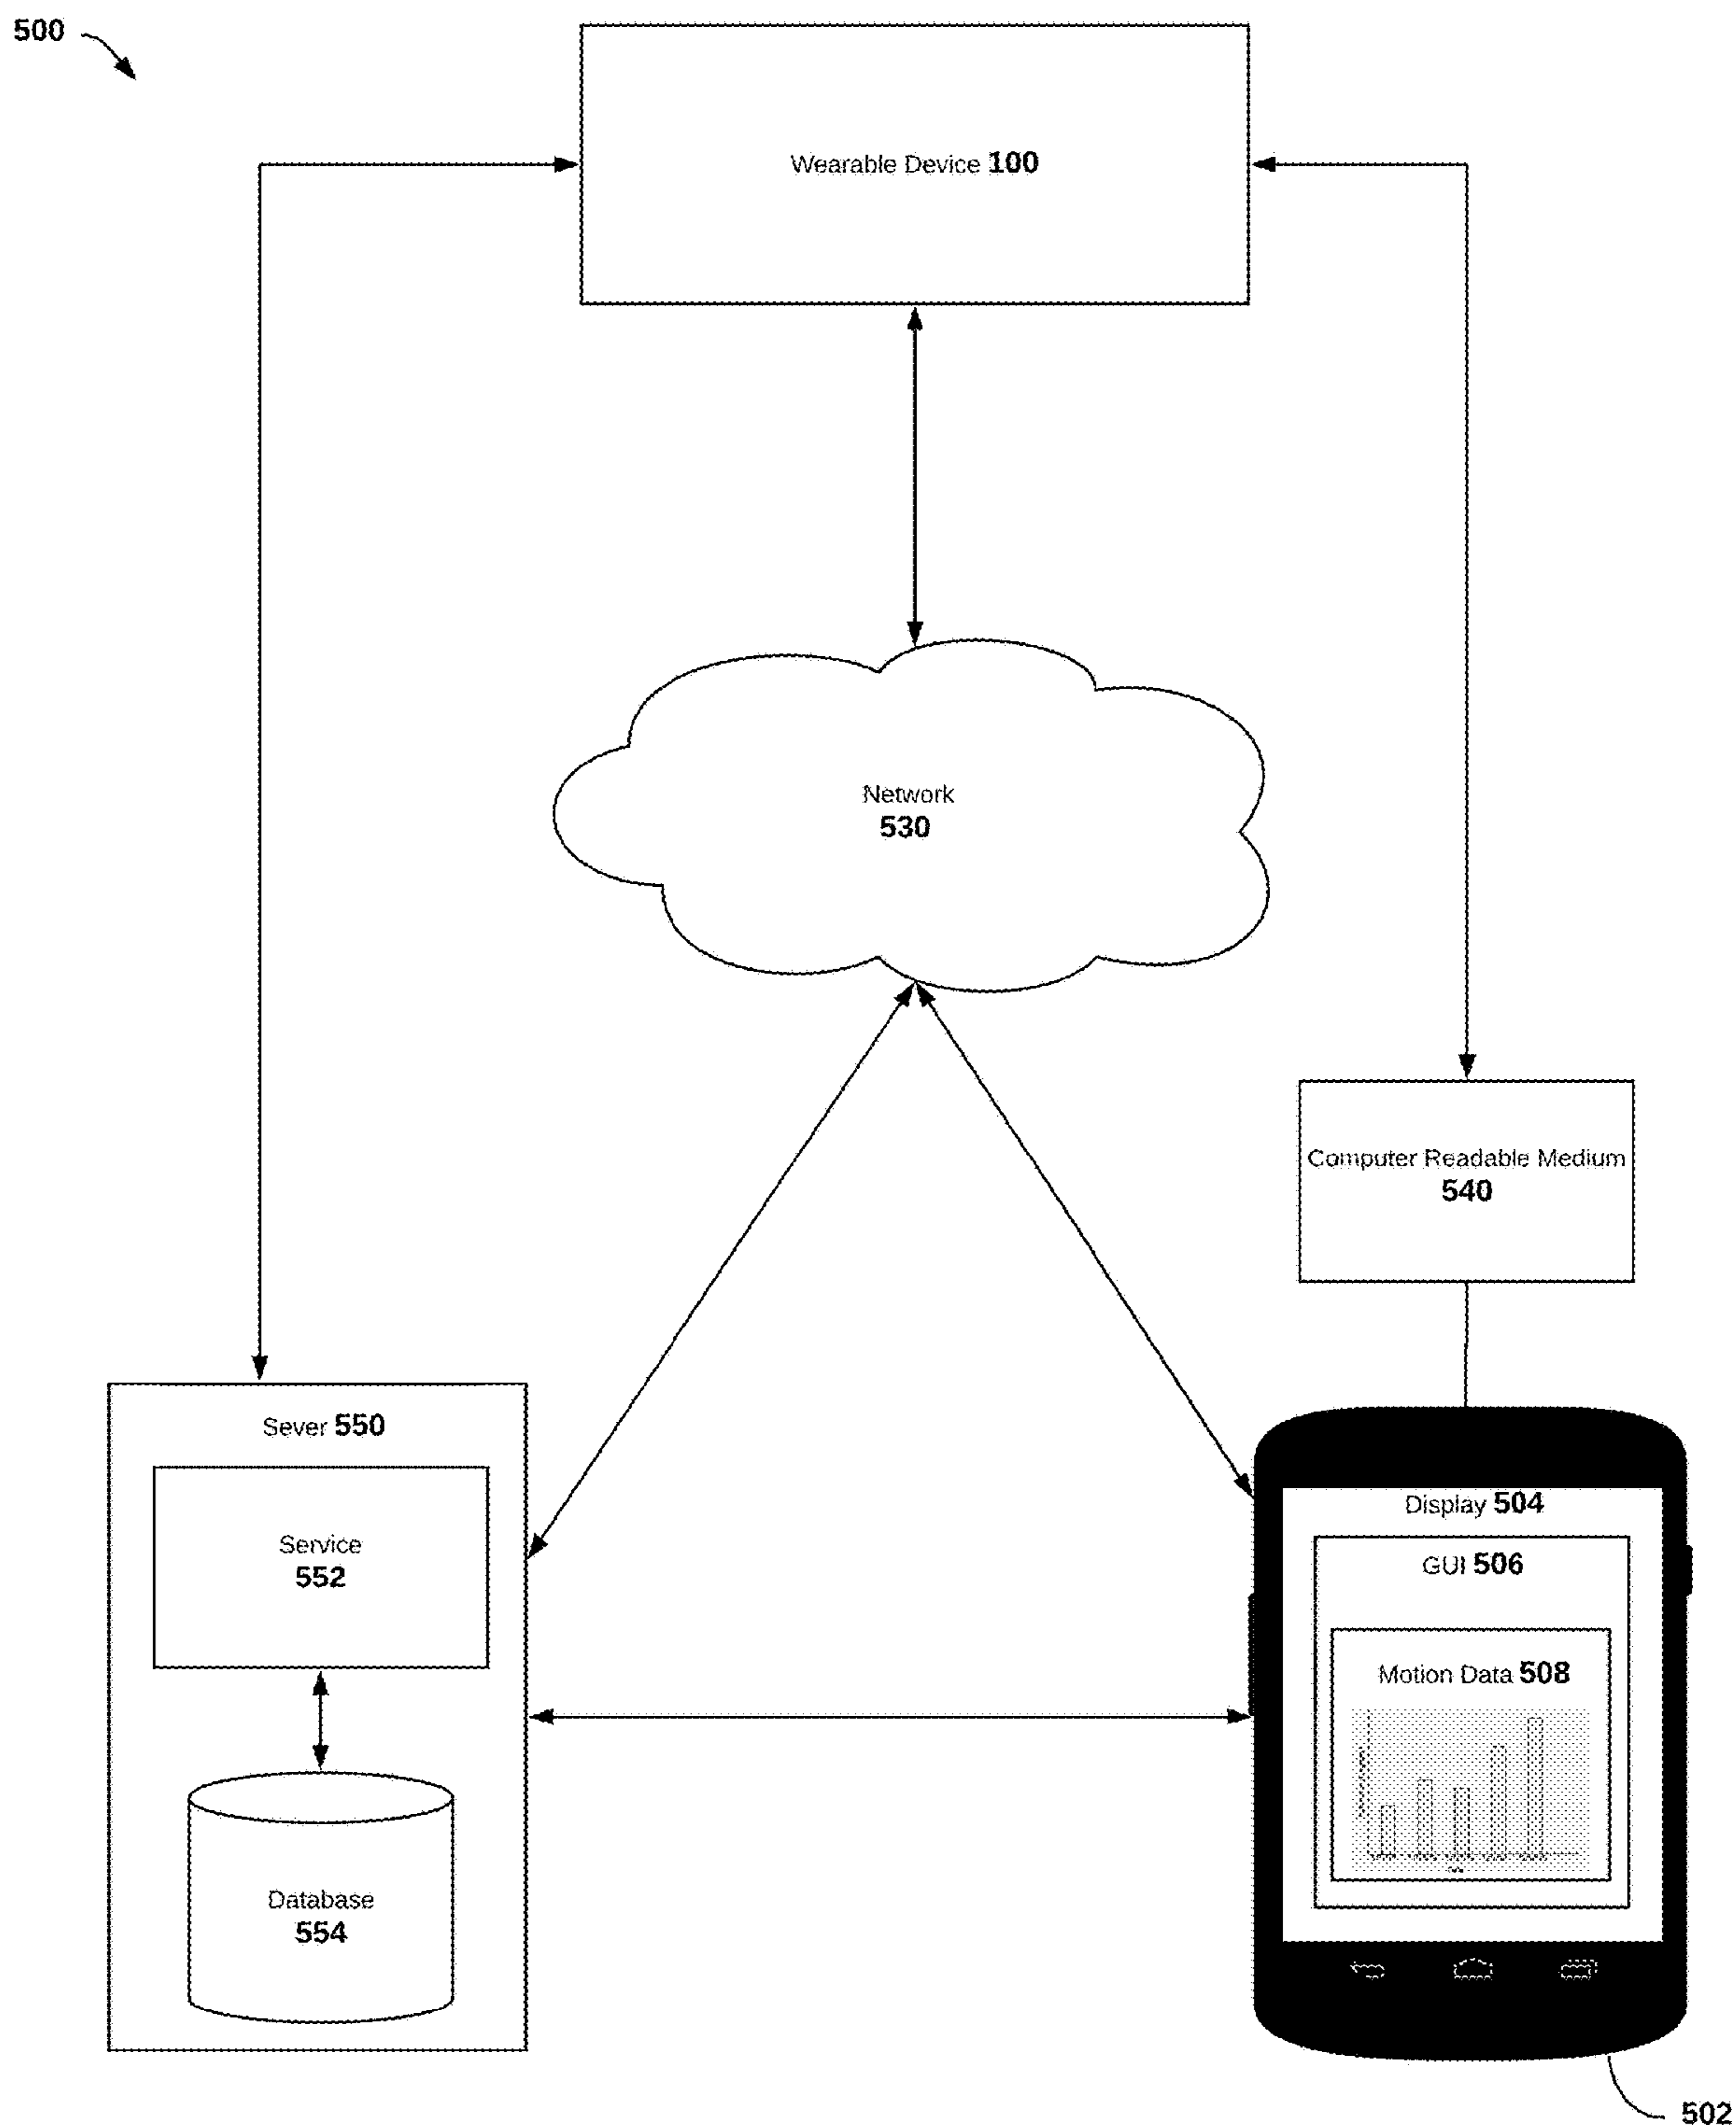 500
Wearable Device 100
Network
530
Computer Readable Medium
540
Sever 550
Service
552
Database
554
Display 504
GUI 506
Motion Data 508
502